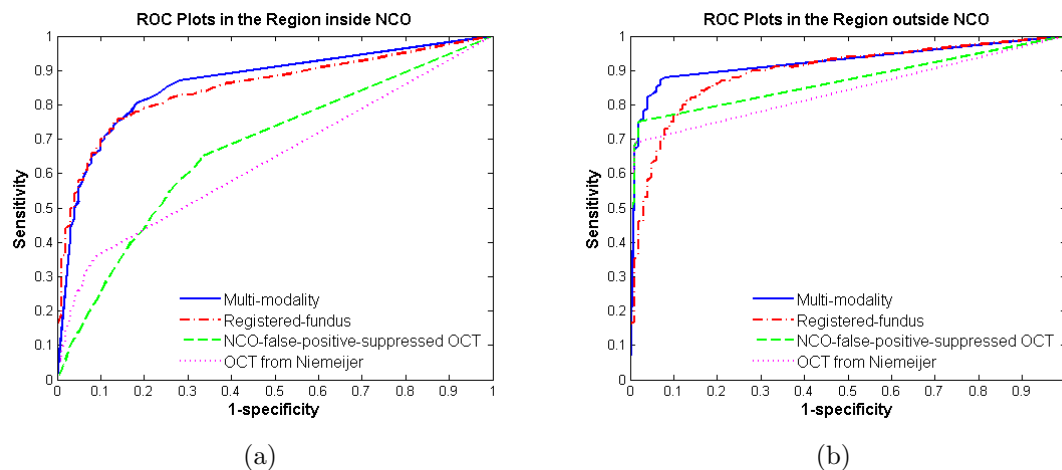 ROC Plots in the Region inside NCO
1
0.9
0.8
0.7
0.6
0.5
0.4
0.3
0.2
0.1
0
Sensitivity
Multi-modality
Registered-fundus
NCO-false-positive-suppressed OCT
OCT from Niemeijer
0 0.1 0.2 0.3 0.4 0.5 0.6 0.7 0.8 0.9 1
1-specificity
(a)
ROC Plots in the Region outside NCO
1
0.9
0.8
0.7
0.6
0.5
0.4
0.3
0.2
0.1
0
Sensitivity
Multi-modality
Registered-fundus
NCO-false-positive-suppressed OCT
OCT from Niemeijer
0 0.1 0.2 0.3 0.4 0.5 0.6 0.7 0.8 0.9
1-specificity
(b)